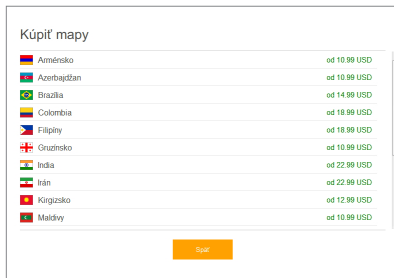 Kúpiť mapy
Arménsko od 10.99 USD
Azerbajdžan od 10.99 USD
Brazília od 14.99 USD
Colombia od 18.99 USD
Filipíny od 18.99 USD
Gruzínsko od 10.99 USD
India od 22.99 USD
Irán od 22.99 USD
Kirgizsko od 12.99 USD
Maldivy od 10.99 USD
Späť